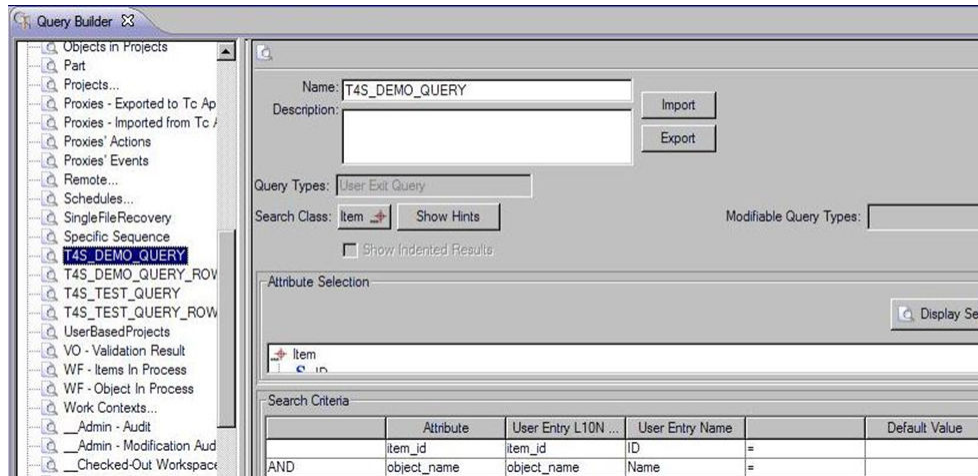 Query Builder
Objects in Projects
Part
Projects...
Proxies - Exported to Tc Ap
Proxies - Imported from Tc
Proxies' Actions
Proxies' Events
Remote...
Schedules...
SingleFileRecovery
Specific Sequence
T4S_DEMO_QUERY
T4S_DEMO_QUERY_ROW
T4S_TEST_QUERY
T4S_TEST_QUERY_ROW
UserBasedProjects
VO - Validation Result
WF - Items In Process
WF - Object In Process
Work Contexts...
__Admin - Audit
__Admin - Modification Aud
__Checked-Out Workspace
Name: T4S_DEMO_QUERY
Description:
Import
Export
Query Types: User Exit Query
Search Class: Item Show Hints Modifiable Query Types:
Show Indented Results
Attribute Selection
Display Se
Item
ID
Search Criteria
Attribute User Entry L10N ... User Entry Name Default Value
item_id item_id ID =
AND object_name object_name Name =